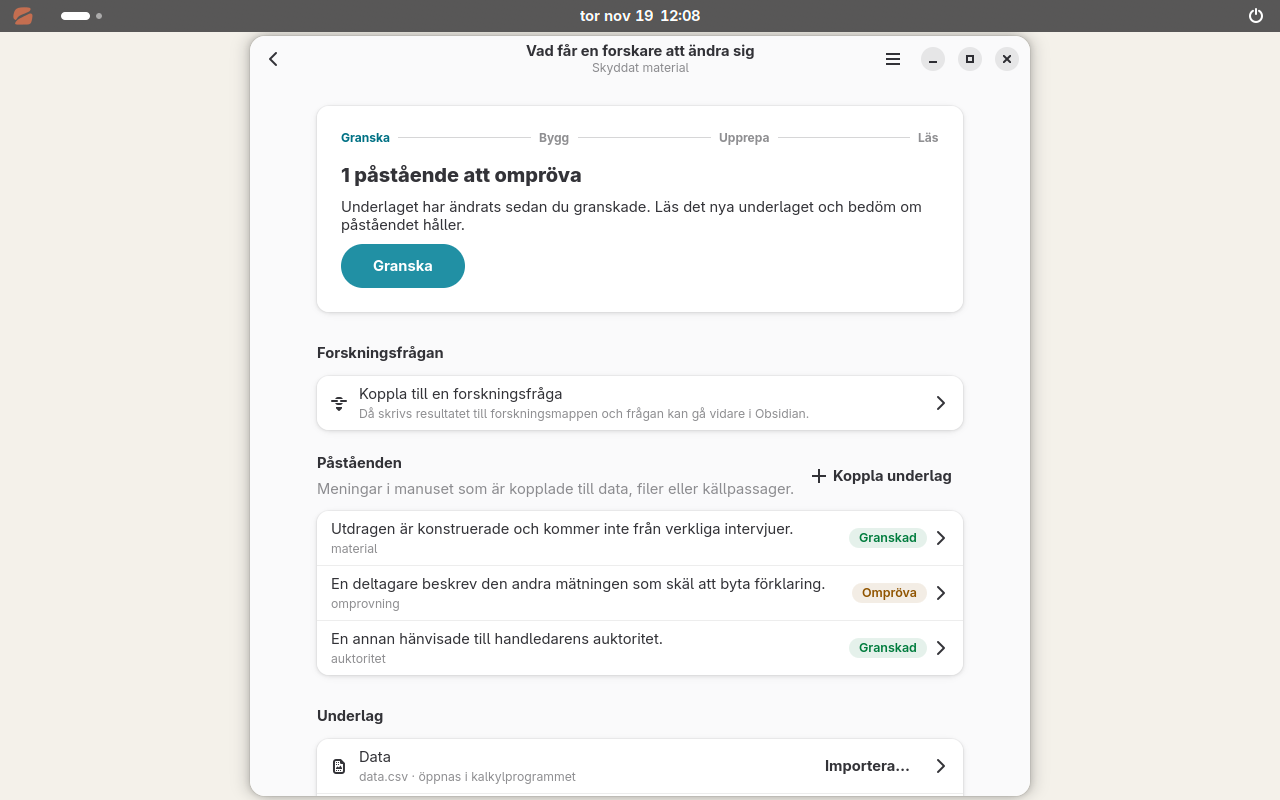 tor nov 19 12:08
Vad får en forskare att ändra sig
Skyddat material
Granska
Bygg
Upprepa
Läs
1 påstående att ompröva
Underlaget har ändrats sedan du granskade. Läs det nya underlaget och bedöm om
påståendet håller.
Granska
Forskningsfrågan
Koppla till en forskningsfråga
Då skrivs resultatet till forskningsmappen och frågan kan gå vidare i Obsidian.
Påståenden
Meningar i manuset som är kopplade till data, filer eller källpassager.
Koppla underlag
Utdragen är konstruerade och kommer inte från verkliga intervjuer.
material
Granskad
En deltagare beskrev den andra mätningen som skäl att byta förklaring.
omprovning
Ompröva
En annan hänvisade till handledarens auktoritet.
auktoritet
Granskad
Underlag
Data
data.csv · öppnas i kalkylprogrammet
Importera…